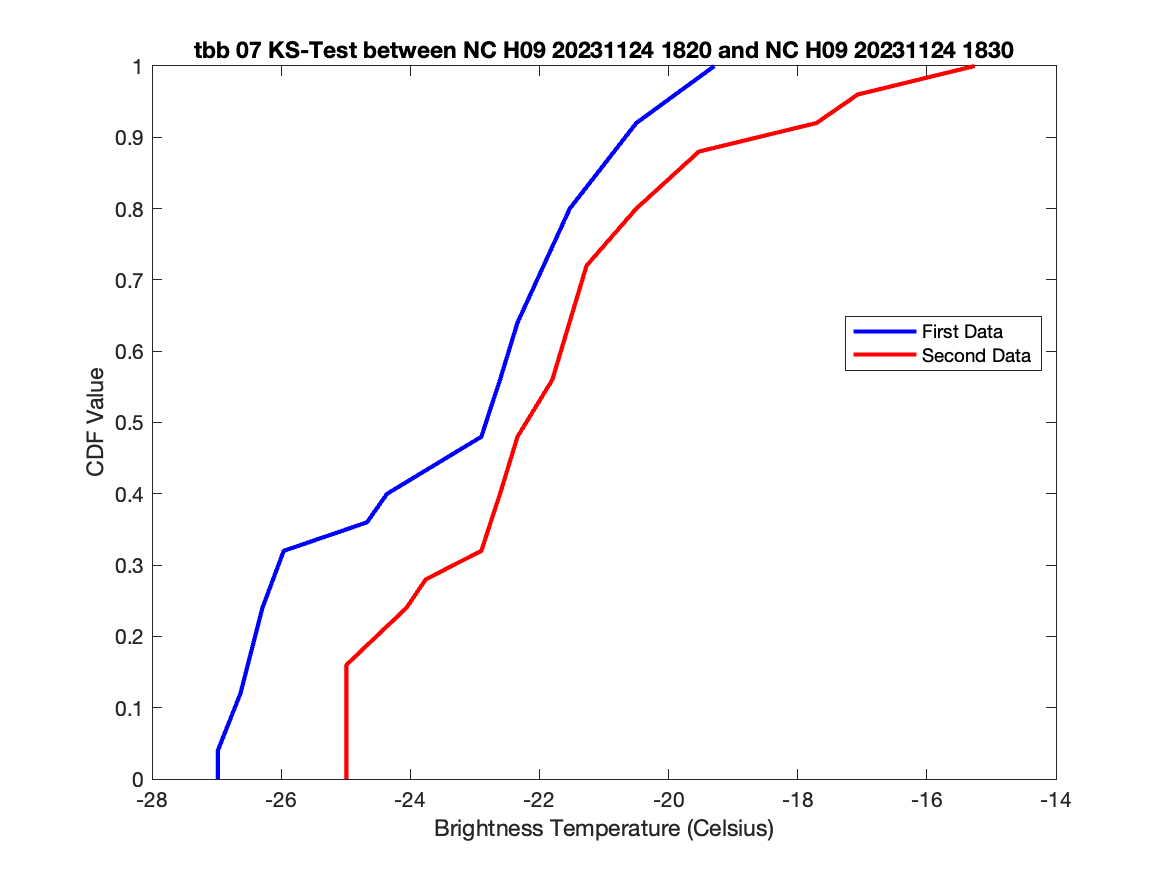 tbb 07 KS-Test between NC H09 20231124 1820 and NC H09 20231124 1830
1
0.9
0.8
0.7
0.6
0.5
0.4
0.3
0.2
0.1
0
CDF Value
First Data
Second Data
-28 -26 -24 -22 -20 -18 -16 -14
Brightness Temperature (Celsius)